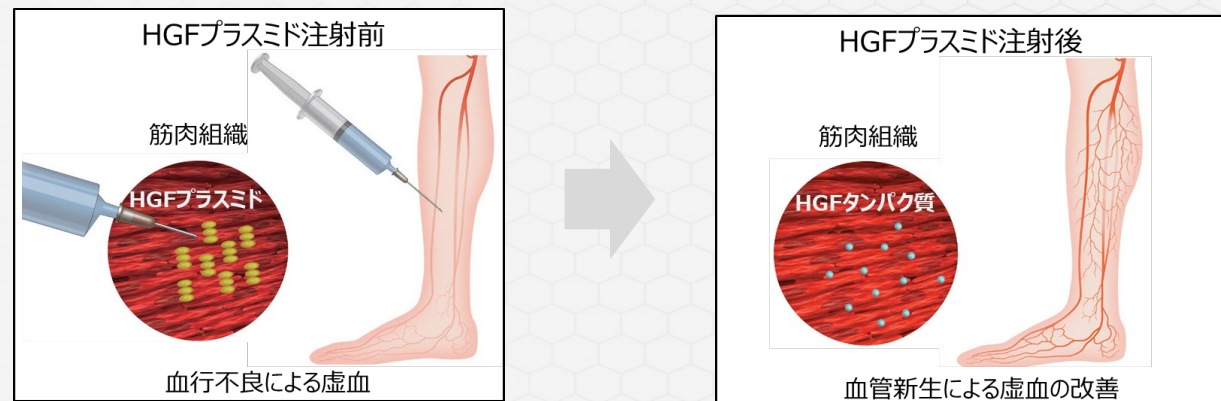 HGFプラスミド注射前
筋肉組織
HGFプラスミド
血行不良による虚血
HGFプラスミド注射後
筋肉組織
HGFタンパク質
血管新生による虚血の改善